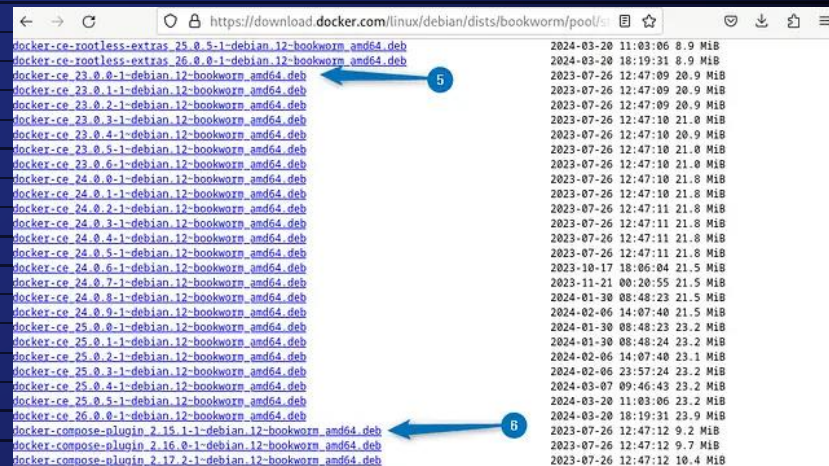 https://download.docker.com/linux/debian/dists/bookworm/pool/s
docker-ce-rootless-extras_25.0.5-1~debian.12~bookworm_amd64.deb 2024-03-20 11:03:06 8.9 MiB
docker-ce-rootless-extras_26.0.0-1~debian.12~bookworm_amd64.deb 2024-03-20 18:19:31 8.9 MiB
docker-ce_23.0.0-1~debian.12~bookworm_amd64.deb 5 2023-07-26 12:47:09 20.9 MiB
docker-ce_23.0.1-1~debian.12~bookworm_amd64.deb 2023-07-26 12:47:09 20.9 MiB
docker-ce_23.0.2-1~debian.12~bookworm_amd64.deb 2023-07-26 12:47:09 20.9 MiB
docker-ce_23.0.3-1~debian.12~bookworm_amd64.deb 2023-07-26 12:47:10 21.0 MiB
docker-ce_23.0.4-1~debian.12~bookworm_amd64.deb 2023-07-26 12:47:10 20.9 MiB
docker-ce_23.0.5-1~debian.12~bookworm_amd64.deb 2023-07-26 12:47:10 21.0 MiB
docker-ce_23.0.6-1~debian.12~bookworm_amd64.deb 2023-07-26 12:47:10 21.0 MiB
docker-ce_24.0.0-1~debian.12~bookworm_amd64.deb 2023-07-26 12:47:10 21.8 MiB
docker-ce_24.0.1-1~debian.12~bookworm_amd64.deb 2023-07-26 12:47:10 21.8 MiB
docker-ce_24.0.2-1~debian.12~bookworm_amd64.deb 2023-07-26 12:47:11 21.8 MiB
docker-ce_24.0.3-1~debian.12~bookworm_amd64.deb 2023-07-26 12:47:11 21.8 MiB
docker-ce_24.0.4-1~debian.12~bookworm_amd64.deb 2023-07-26 12:47:11 21.8 MiB
docker-ce_24.0.5-1~debian.12~bookworm_amd64.deb 2023-07-26 12:47:11 21.8 MiB
docker-ce_24.0.6-1~debian.12~bookworm_amd64.deb 2023-10-17 18:06:04 21.5 MiB
docker-ce_24.0.7-1~debian.12~bookworm_amd64.deb 2023-11-21 00:20:55 21.5 MiB
docker-ce_24.0.8-1~debian.12~bookworm_amd64.deb 2024-01-30 08:48:23 21.5 MiB
docker-ce_24.0.9-1~debian.12~bookworm_amd64.deb 2024-02-06 14:07:40 21.5 MiB
docker-ce_25.0.0-1~debian.12~bookworm_amd64.deb 2024-01-30 08:48:23 23.2 MiB
docker-ce_25.0.1-1~debian.12~bookworm_amd64.deb 2024-01-30 08:48:24 23.2 MiB
docker-ce_25.0.2-1~debian.12~bookworm_amd64.deb 2024-02-06 14:07:40 23.1 MiB
docker-ce_25.0.3-1~debian.12~bookworm_amd64.deb 2024-02-06 23:57:24 23.2 MiB
docker-ce_25.0.4-1~debian.12~bookworm_amd64.deb 2024-03-07 09:46:43 23.2 MiB
docker-ce_25.0.5-1~debian.12~bookworm_amd64.deb 2024-03-20 11:03:06 23.2 MiB
docker-ce_26.0.0-1~debian.12~bookworm_amd64.deb 2024-03-20 18:19:31 23.9 MiB
docker-compose-plugin_2.15.1-1~debian.12~bookworm_amd64.deb 6 2023-07-26 12:47:12 9.2 MiB
docker-compose-plugin_2.16.0-1~debian.12~bookworm_amd64.deb 2023-07-26 12:47:12 9.7 MiB
docker-compose-plugin_2.17.2-1~debian.12~bookworm_amd64.deb 2023-07-26 12:47:12 10.4 MiB